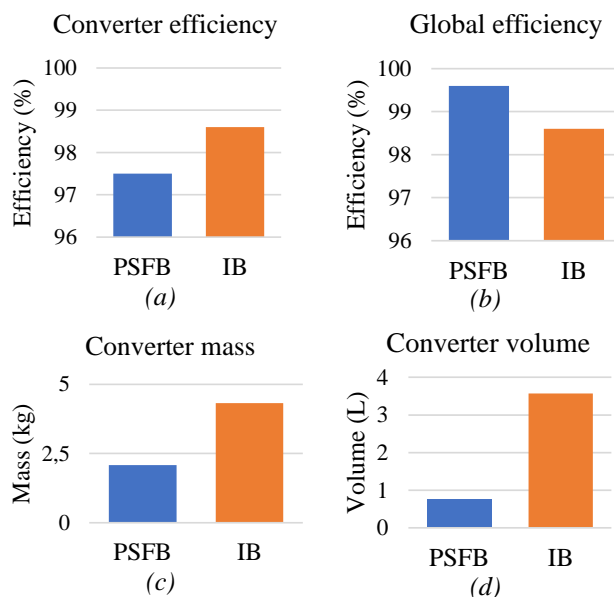 Converter efficiency
Efficiency (%)
100
99
98
97
96
PSFB IB
(a)
Global efficiency
Efficiency (%)
100
99
98
97
96
PSFB IB
(b)
Converter mass
Mass (kg)
5
2,5
0
PSFB IB
(c)
Converter volume
Volume (L)
4
3
2
1
0
PSFB IB
(d)